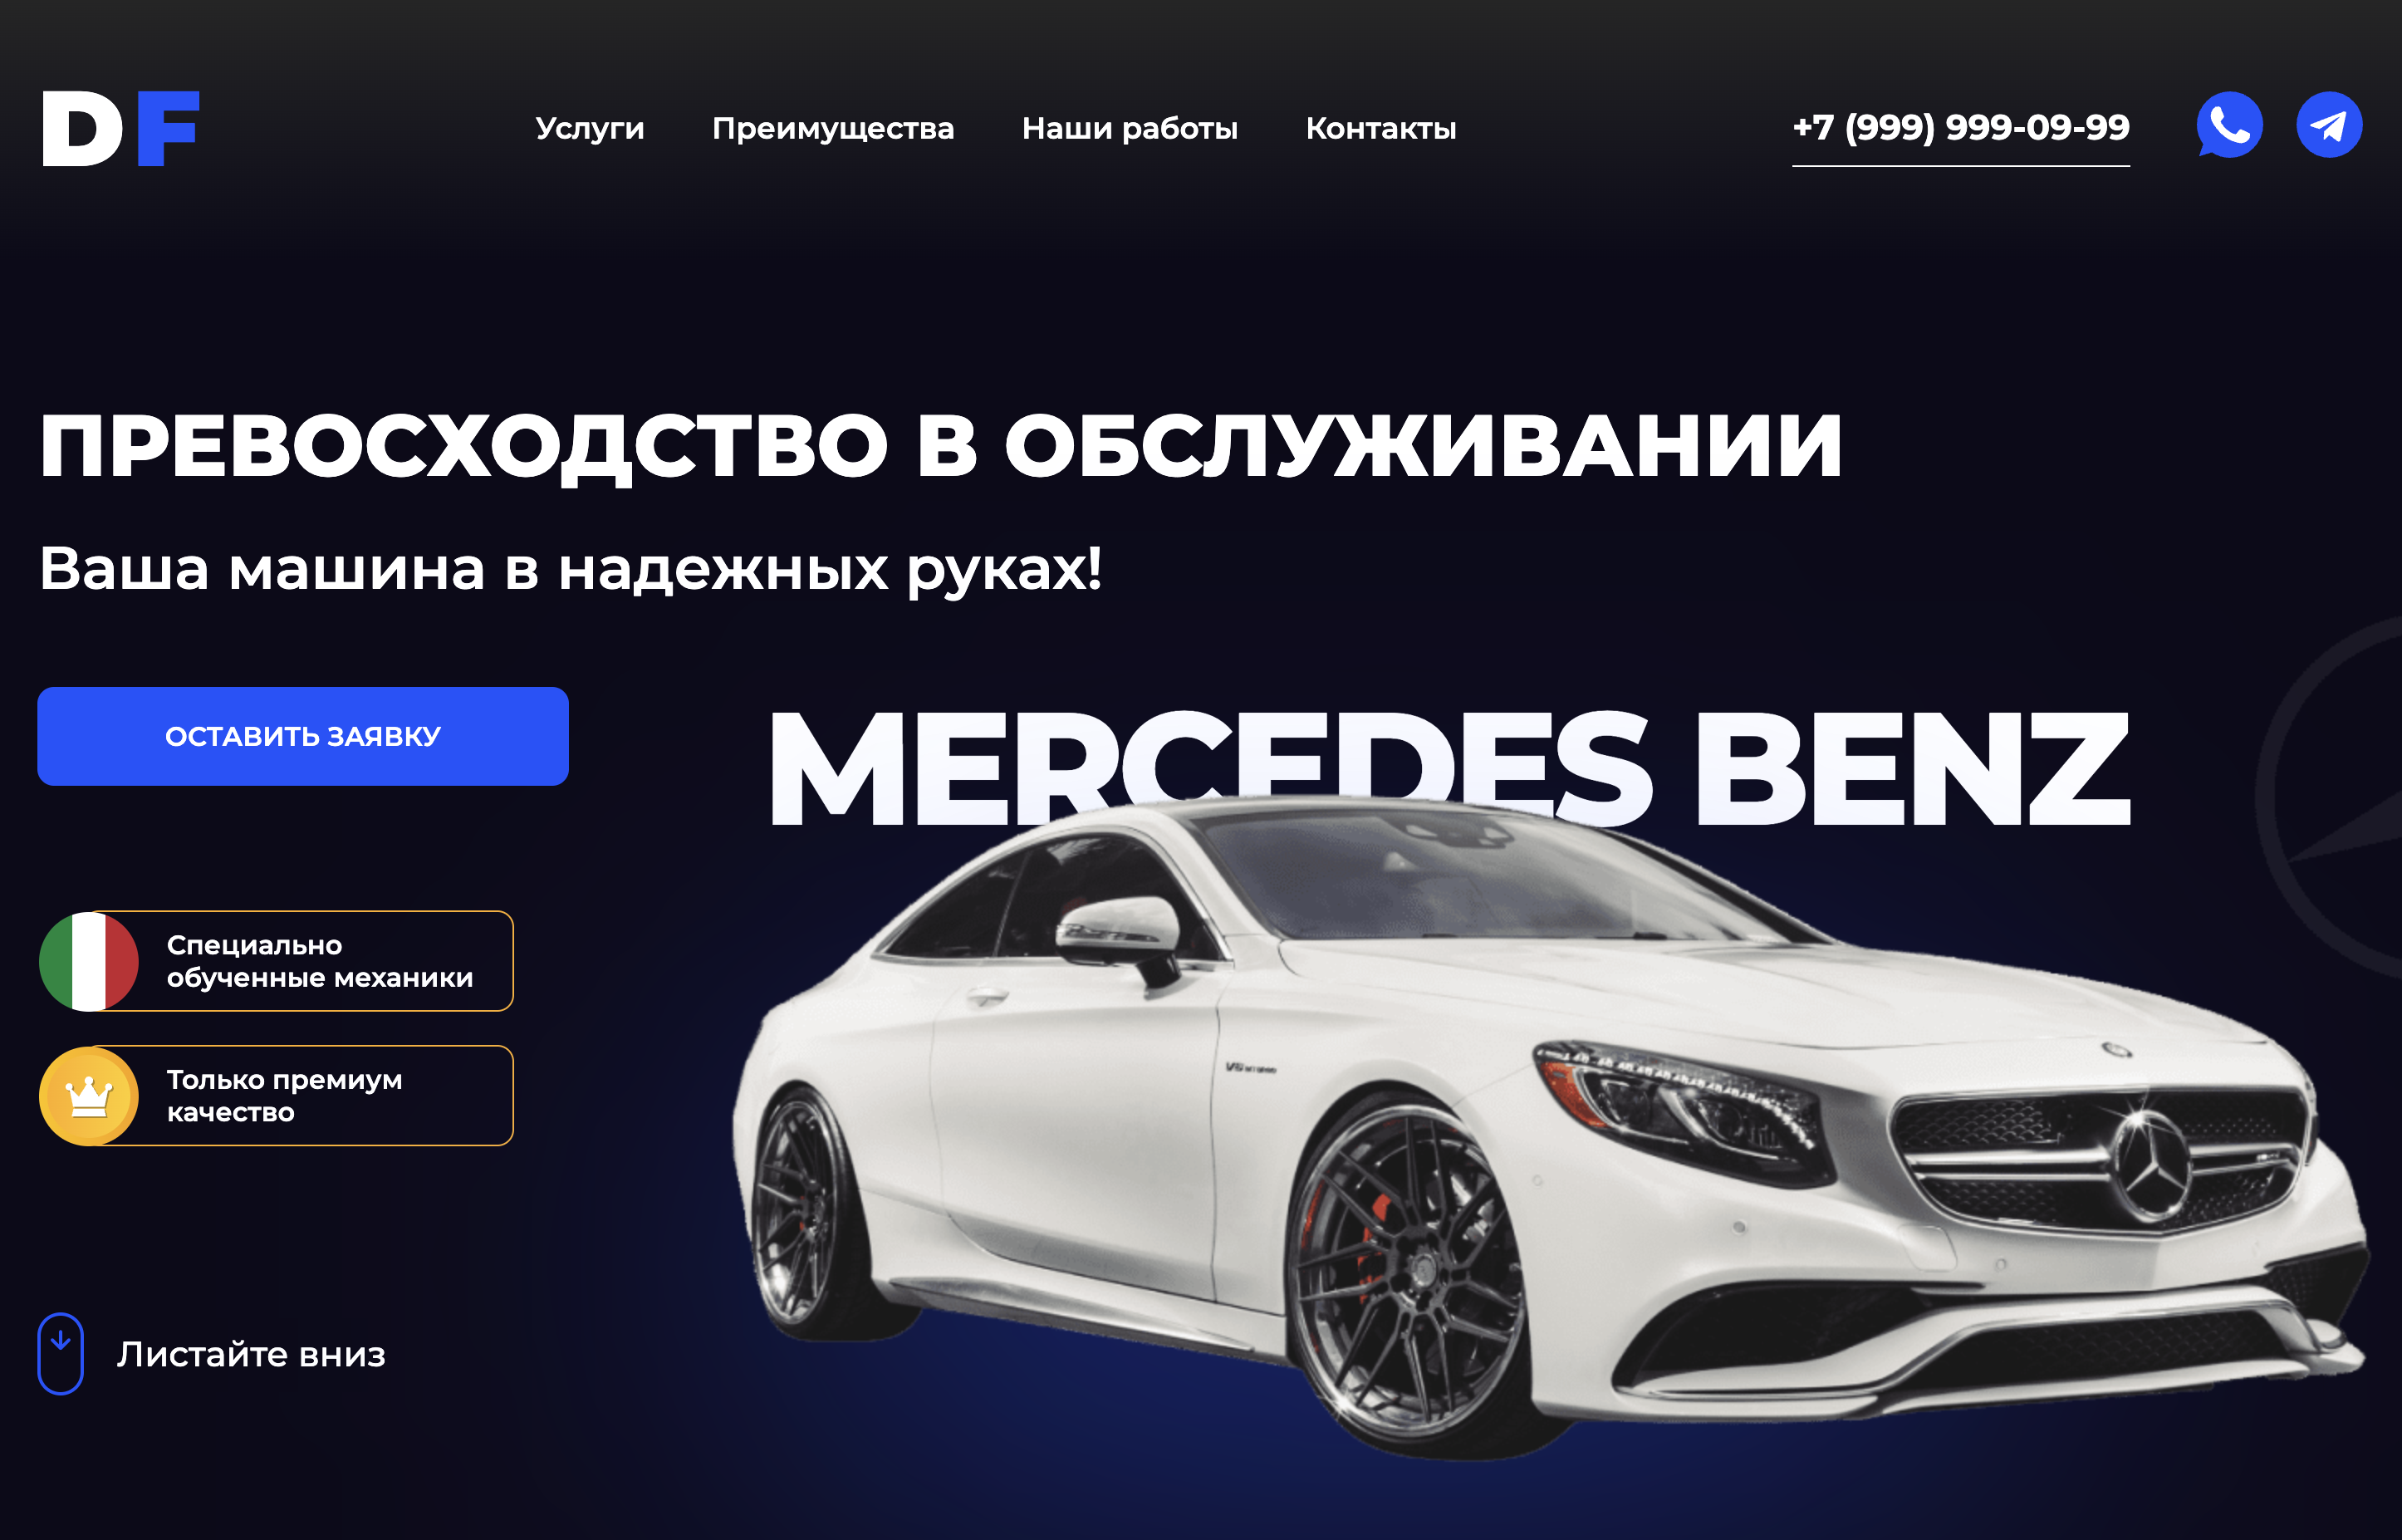 DF
Услуги
Преимущества
Наши работы
Контакты
+7 (999) 999-09-99
ПРЕВОСХОДСТВО В ОБСЛУЖИВАНИИ
Ваша машина в надежных руках!
ОСТАВИТЬ ЗАЯВКУ
MERCEDES BENZ
Специально
обученные механики
Только премиум
качество
Листайте вниз